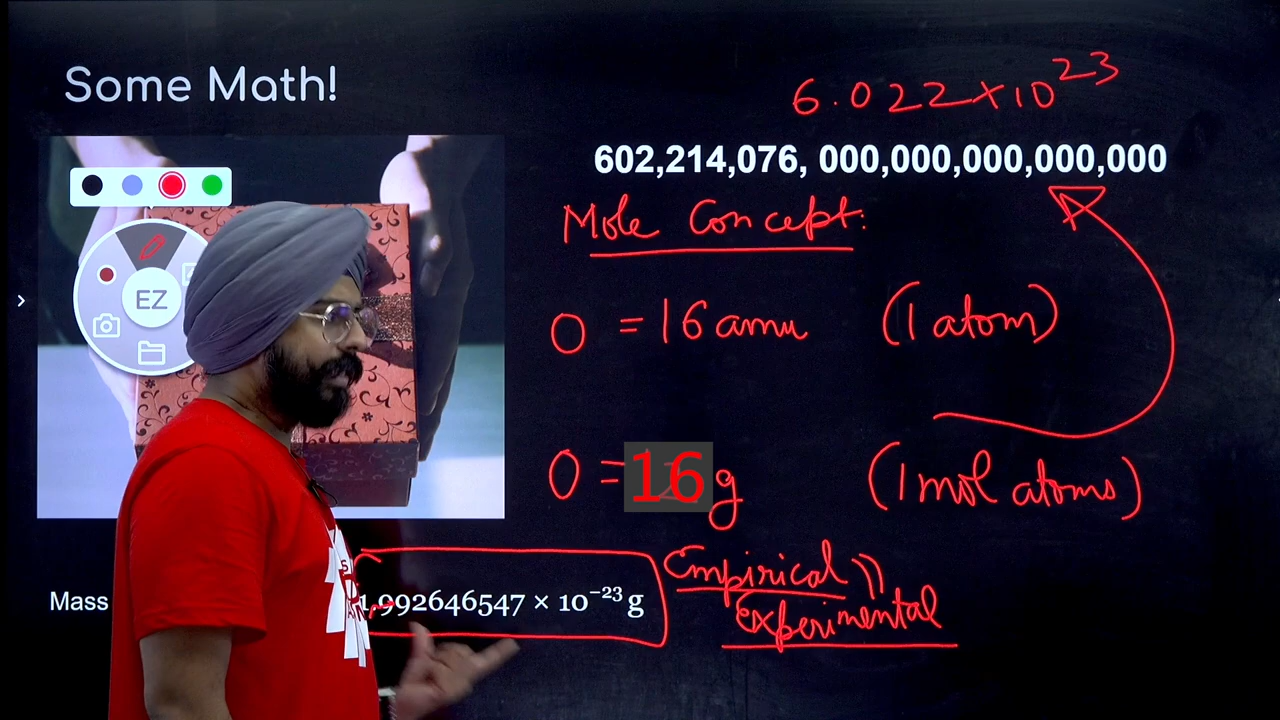 Some Math!
6.022×10²³
602,214,076, 000,000,000,000,000
Mole Concept:
EZ
O = 16 amu (1 atom)
O = 16 g (1 mol atoms)
Empirical
experimental
Mass
1.992646547 × 10⁻²³ g